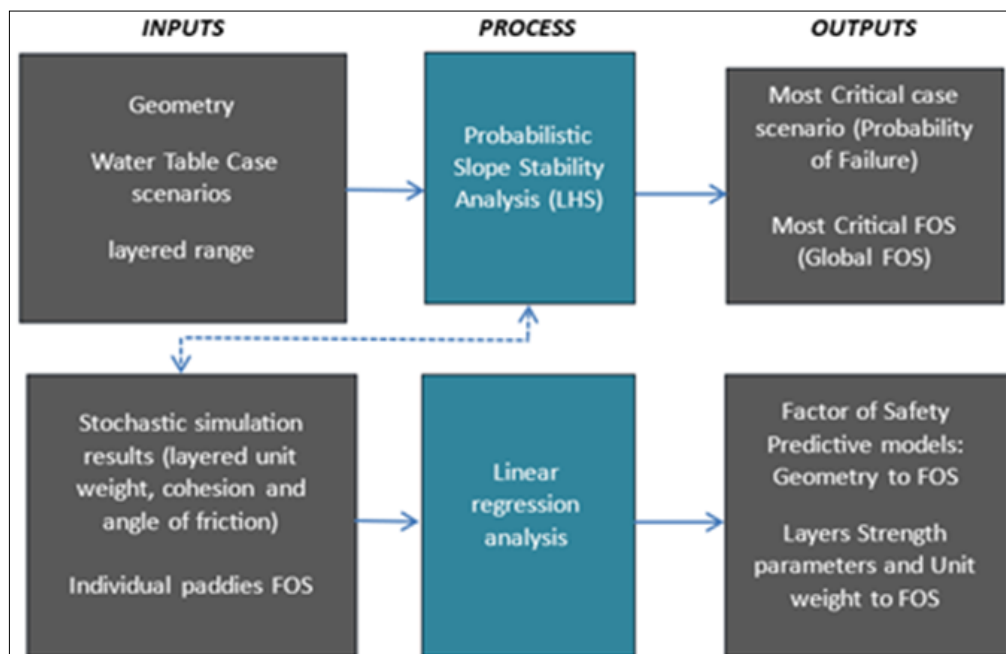 INPUTS
PROCESS
OUTPUTS
Geometry
Water Table Case
scenarios
layered range
Probabilistic
Slope Stability
Analysis (LHS)
Most Critical case
scenario (Probability
of Failure)
Most Critical FOS
(Global FOS)
Stochastic simulation
results (layered unit
weight, cohesion and
angle of friction)
Individual paddies FOS
Linear
regression
analysis
Factor of Safety
Predictive models:
Geometry to FOS
Layers Strength
parameters and Unit
weight to FOS